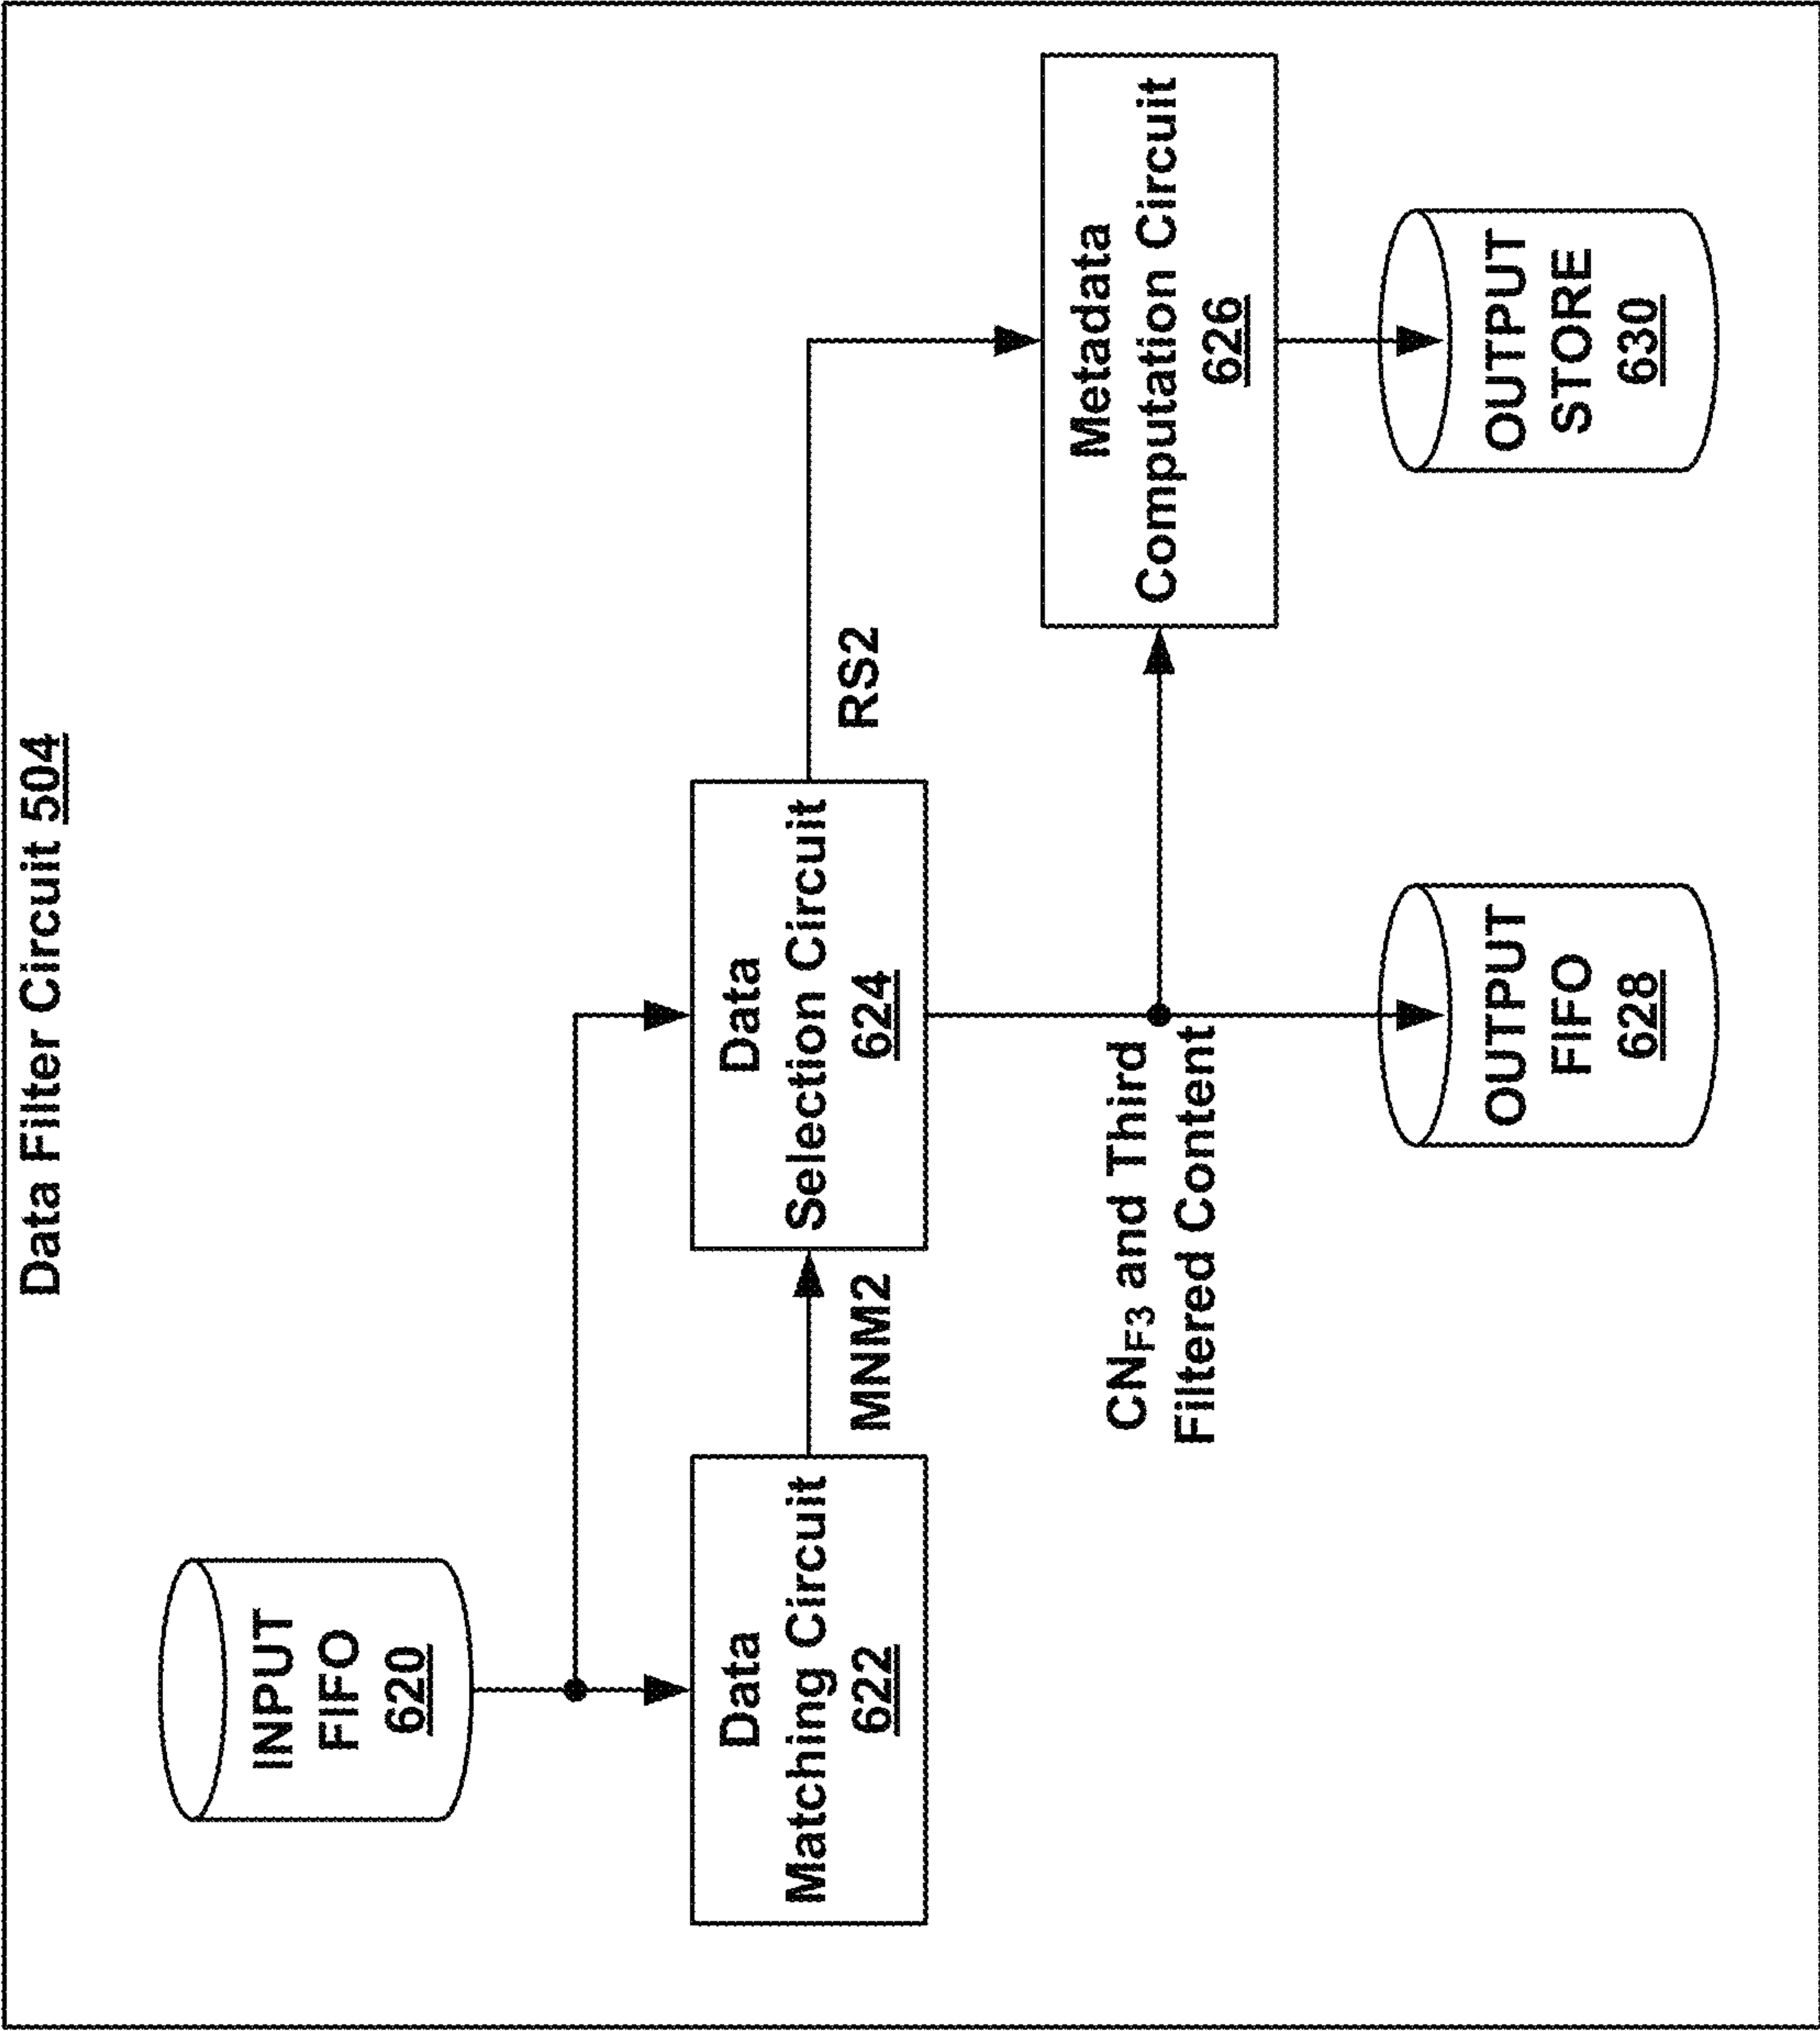 Data Filter Circuit 504
INPUT
FIFO
620
Data
Matching Circuit
622
MNM2
Data
Selection Circuit
624
RS2
CN_F3 and Third
Filtered Content
Metadata
Computation Circuit
626
OUTPUT
FIFO
628
OUTPUT
STORE
630